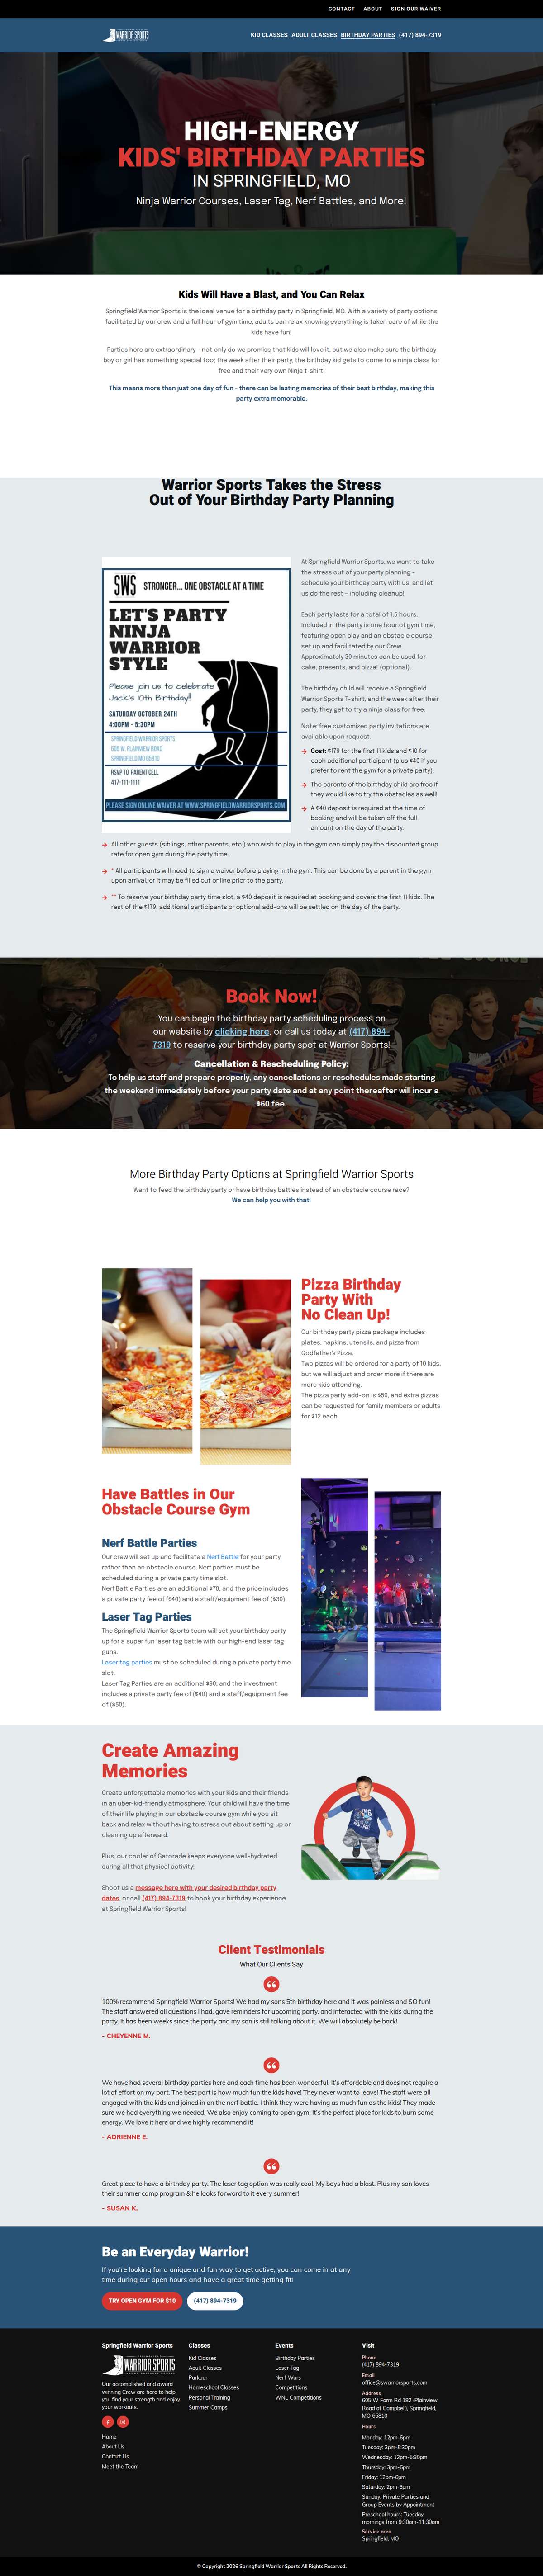 CONTACT ABOUT SIGN OUR WAIVER
WARRIOR SPORTS
KID CLASSES ADULT CLASSES BIRTHDAY PARTIES (417) 894-7319
HIGH-ENERGY
KIDS' BIRTHDAY PARTIES
IN SPRINGFIELD, MO
Ninja Warrior Courses, Laser Tag, Nerf Battles, and More!
Kids Will Have a Blast, and You Can Relax
Springfield Warrior Sports is the ideal venue for a birthday party in Springfield, MO. With a variety of party options
facilitated by our crew and a full hour of gym time, adults can relax knowing everything is taken care of while the
kids have fun!
Parties here are extraordinary - not only do we promise that kids will love it, but we also make sure the birthday
boy or girl has something special too; the week after their party, the birthday kid gets to come to a ninja class for
free and their very own Ninja t-shirt!
This means more than just one day of fun - there can be lasting memories of their best birthday, making this
party extra memorable.
Warrior Sports Takes the Stress
Out of Your Birthday Party Planning
SWS STRONGER... ONE OBSTACLE AT A TIME
LET'S PARTY
NINJA
WARRIOR
STYLE
Please join us to celebrate
Jack's 10th Birthday!!
SATURDAY OCTOBER 24TH
4:00PM - 5:30PM
SPRINGFIELD WARRIOR SPORTS
605 W. PLAINVIEW ROAD
SPRINGFIELD MO 65810
RSVP TO PARENT CELL
417-111-1111
PLEASE SIGN ONLINE WAIVER AT WWW.SPRINGFIELDWARRIORSPORTS.COM
At Springfield Warrior Sports, we want to take
the stress out of your party planning -
schedule your birthday party with us, and let
us do the rest – including cleanup!
Each party lasts for a total of 1.5 hours.
Included in the party is one hour of gym time,
featuring open play and an obstacle course
set up and facilitated by our Crew.
Approximately 30 minutes can be used for
cake, presents, and pizza! (optional).
The birthday child will receive a Springfield
Warrior Sports T-shirt, and the week after their
party, they get to try a ninja class for free.
Note: free customized party invitations are
available upon request.
Cost: $179 for the first 11 kids and $10 for
each additional participant (plus $40 if you
prefer to rent the gym for a private party).
The parents of the birthday child are free if
they would like to try the obstacles as well!
A $40 deposit is required at the time of
booking and will be taken off the full
amount on the day of the party.
All other guests (siblings, other parents, etc.) who wish to play in the gym can simply pay the discounted group
rate for open gym during the party time.
* All participants will need to sign a waiver before playing in the gym. This can be done by a parent in the gym
upon arrival, or it may be filled out online prior to the party.
** To reserve your birthday party time slot, a $40 deposit is required at booking and covers the first 11 kids. The
rest of the $179, additional participants or optional add-ons will be settled on the day of the party.
Book Now!
You can begin the birthday party scheduling process on
our website by clicking here, or call us today at (417) 894-
7319 to reserve your birthday party spot at Warrior Sports!
Cancellation & Rescheduling Policy:
To help us staff and prepare properly, any cancellations or reschedules made starting
the weekend immediately before your party date and at any point thereafter will incur a
$60 fee.
More Birthday Party Options at Springfield Warrior Sports
Want to feed the birthday party or have birthday battles instead of an obstacle course race?
We can help you with that!
Pizza Birthday
Party With
No Clean Up!
Our birthday party pizza package includes
plates, napkins, utensils, and pizza from
Godfather's Pizza.
Two pizzas will be ordered for a party of 10 kids,
but we will adjust and order more if there are
more kids attending.
The pizza party add-on is $50, and extra pizzas
can be requested for family members or adults
for $12 each.
Have Battles in Our
Obstacle Course Gym
Nerf Battle Parties
Our crew will set up and facilitate a Nerf Battle for your party
rather than an obstacle course. Nerf parties must be
scheduled during a private party time slot.
Nerf Battle Parties are an additional $70, and the price includes
a private party fee of ($40) and a staff/equipment fee of ($30).
Laser Tag Parties
The Springfield Warrior Sports team will set your birthday party
up for a super fun laser tag battle with our high-end laser tag
guns.
Laser tag parties must be scheduled during a private party time
slot.
Laser Tag Parties are an additional $90, and the investment
includes a private party fee of ($40) and a staff/equipment fee
of ($50).
Create Amazing
Memories
Create unforgettable memories with your kids and their friends
in an uber-kid-friendly atmosphere. Your child will have the time
of their life playing in our obstacle course gym while you sit
back and relax without having to stress out about setting up or
cleaning up afterward.
Plus, our cooler of Gatorade keeps everyone well-hydrated
during all that physical activity!
Shoot us a message here with your desired birthday party
dates, or call (417) 894-7319 to book your birthday experience
at Springfield Warrior Sports!
Client Testimonials
What Our Clients Say
100% recommend Springfield Warrior Sports! We had my sons 5th birthday here and it was painless and SO fun!
The staff answered all questions I had, gave reminders for upcoming party, and interacted with the kids during the
party. It has been weeks since the party and my son is still talking about it. We will absolutely be back!
- CHEYENNE M.
We have had several birthday parties here and each time has been wonderful. It's affordable and does not require a
lot of effort on my part. The best part is how much fun the kids have! They never want to leave! The staff were all
engaged with the kids and joined in on the nerf battle. I think they were having as much fun as the kids! They made
sure we had everything we needed. We also enjoy coming to open gym. It's the perfect place for kids to burn some
energy. We love it here and we highly recommend it!
- ADRIENNE E.
Great place to have a birthday party. The laser tag option was really cool. My boys had a blast. Plus my son loves
their summer camp program & he looks forward to it every summer!
- SUSAN K.
Be an Everyday Warrior!
If you're looking for a unique and fun way to get active, you can come in at any
time during our open hours and have a great time getting fit!
TRY OPEN GYM FOR $10 (417) 894-7319
Springfield Warrior Sports
WARRIOR SPORTS
Our accomplished and award
winning Crew are here to help
you find your strength and enjoy
your workouts.
Home
About Us
Contact Us
Meet the Team
Classes
Kid Classes
Adult Classes
Parkour
Homeschool Classes
Personal Training
Summer Camps
Events
Birthday Parties
Laser Tag
Nerf Wars
Competitions
WNL Competitions
Visit
Phone
(417) 894-7319
Email
office@swarriorsports.com
Address
605 W Farm Rd 182 (Plainview
Road at Campbell), Springfield,
MO 65810
Hours
Monday: 12pm-6pm
Tuesday: 3pm-5:30pm
Wednesday: 12pm-5:30pm
Thursday: 3pm-6pm
Friday: 12pm-6pm
Saturday: 2pm-6pm
Sunday: Private Parties and
Group Events by Appointment
Preschool hours: Tuesday
mornings from 9:30am-11:30am
Service area
Springfield, MO
© Copyright 2026 Springfield Warrior Sports All Rights Reserved.